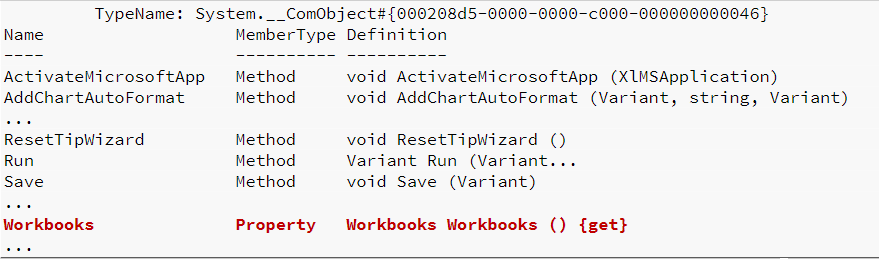 TypeName: System.__ComObject#{000208d5-0000-0000-c000-000000000046}
Name MemberType Definition
---- ---------- ----------
ActivateMicrosoftApp Method void ActivateMicrosoftApp (XlMSApplication)
AddChartAutoFormat Method void AddChartAutoFormat (Variant, string, Variant)
...
ResetTipWizard Method void ResetTipWizard ()
Run Method Variant Run (Variant...
Save Method void Save (Variant)
...
Workbooks Property Workbooks Workbooks () {get}
...